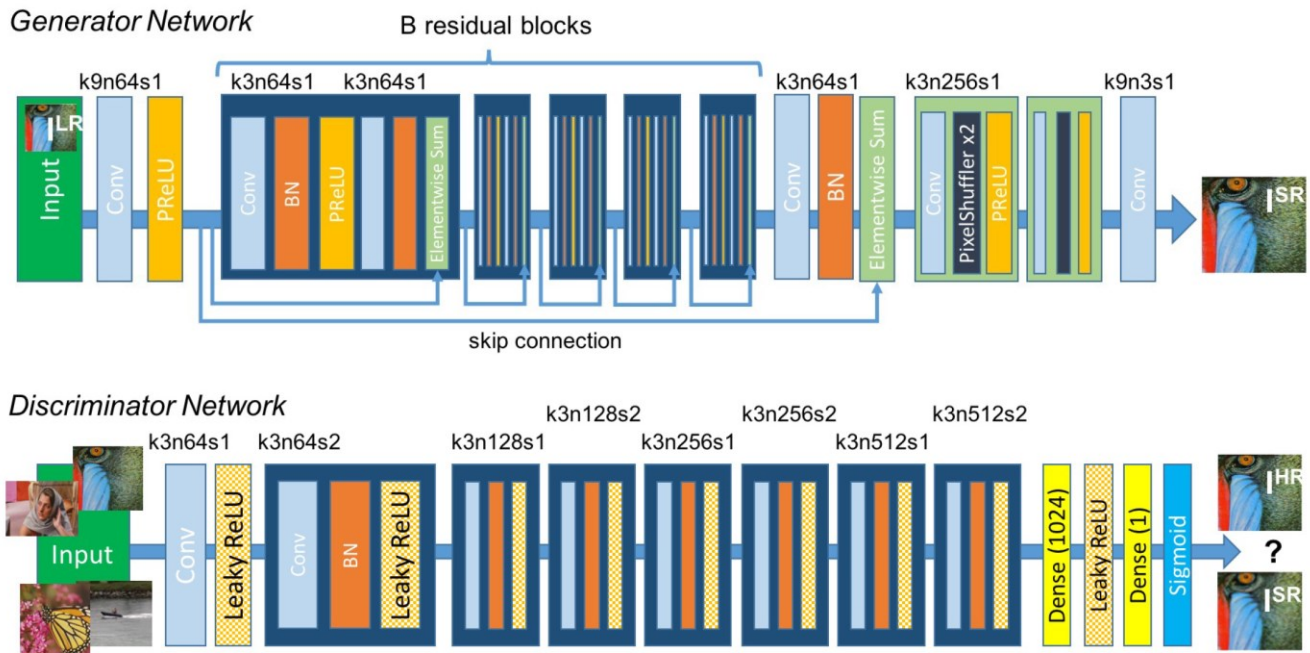 Generator Network
B residual blocks
k9n64s1
k3n64s1
k3n64s1
k3n64s1
k3n256s1
k9n3s1
I^LR
Input
Conv
PReLU
Conv
BN
PReLU
Elementwise Sum
Conv
BN
Elementwise Sum
Conv
PixelShuffler x2
PReLU
Conv
I^SR
skip connection
Discriminator Network
k3n64s1
k3n64s2
k3n128s1
k3n128s2
k3n256s1
k3n256s2
k3n512s1
k3n512s2
Input
Conv
Leaky ReLU
Conv
BN
Leaky ReLU
Dense (1024)
Leaky ReLU
Dense (1)
Sigmoid
I^HR
?
I^SR